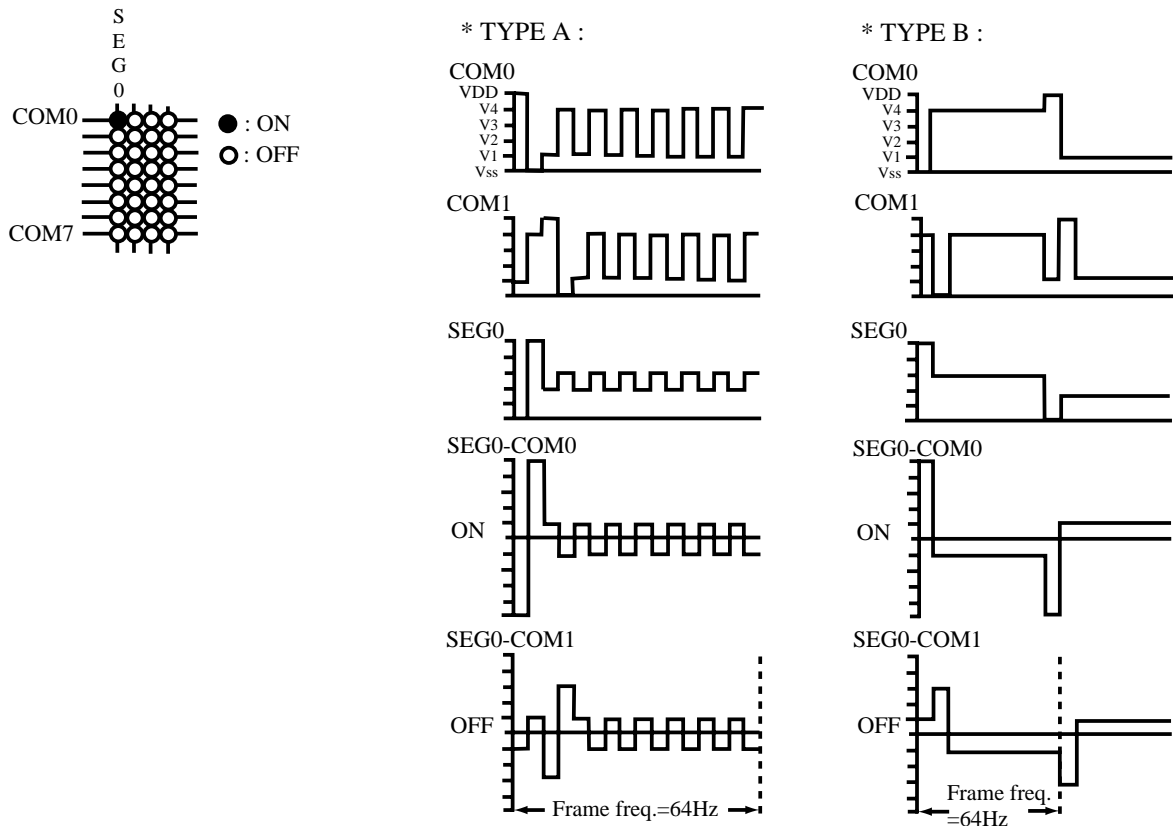 S
E
G
0
COM0
COM7
: ON
: OFF
* TYPE A :
COM0
VDD
V4
V3
V2
V1
Vss
COM1
SEG0
SEG0-COM0
ON
SEG0-COM1
OFF
Frame freq.=64Hz
* TYPE B :
COM0
VDD
V4
V3
V2
V1
Vss
COM1
SEG0
SEG0-COM0
ON
SEG0-COM1
OFF
Frame freq.
=64Hz